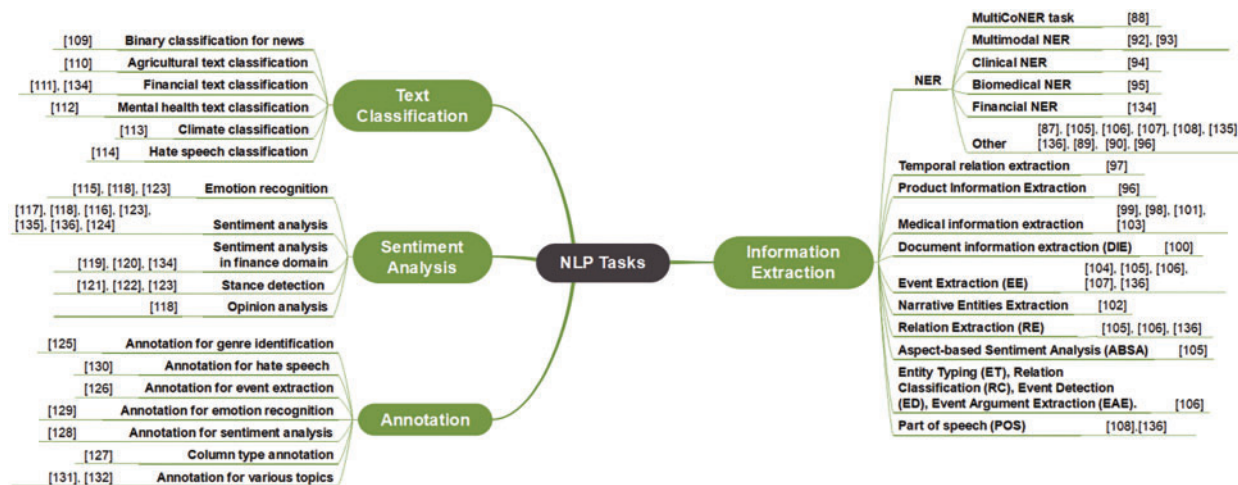 [109] Binary classification for news
[110] Agricultural text classification
[111], [134] Financial text classification
[112] Mental health text classification
[113] Climate classification
[114] Hate speech classification
Text
Classification
[115], [118], [123] Emotion recognition
[117], [118], [116], [123],
[135], [136], [124] Sentiment analysis
Sentiment analysis
[119], [120], [134] in finance domain
[121], [122], [123] Stance detection
[118] Opinion analysis
Sentiment
Analysis
[125] Annotation for genre identification
[130] Annotation for hate speech
[126] Annotation for event extraction
[129] Annotation for emotion recognition
[128] Annotation for sentiment analysis
[127] Column type annotation
[131], [132] Annotation for various topics
Annotation
NLP Tasks
Information
Extraction
NER
MultiCoNER task [88]
Multimodal NER [92], [93]
Clinical NER [94]
Biomedical NER [95]
Financial NER [134]
[87], [105], [106], [107], [108], [135]
Other [136], [89], [90], [96]
Temporal relation extraction [97]
Product Information Extraction [96]
[99], [98], [101],
Medical information extraction [103]
Document information extraction (DIE) [100]
[104], [105], [106],
Event Extraction (EE) [107], [136]
Narrative Entities Extraction [102]
Relation Extraction (RE) [105], [106], [136]
Aspect-based Sentiment Analysis (ABSA) [105]
Entity Typing (ET), Relation
Classification (RC), Event Detection
(ED), Event Argument Extraction (EAE). [106]
Part of speech (POS) [108],[136]